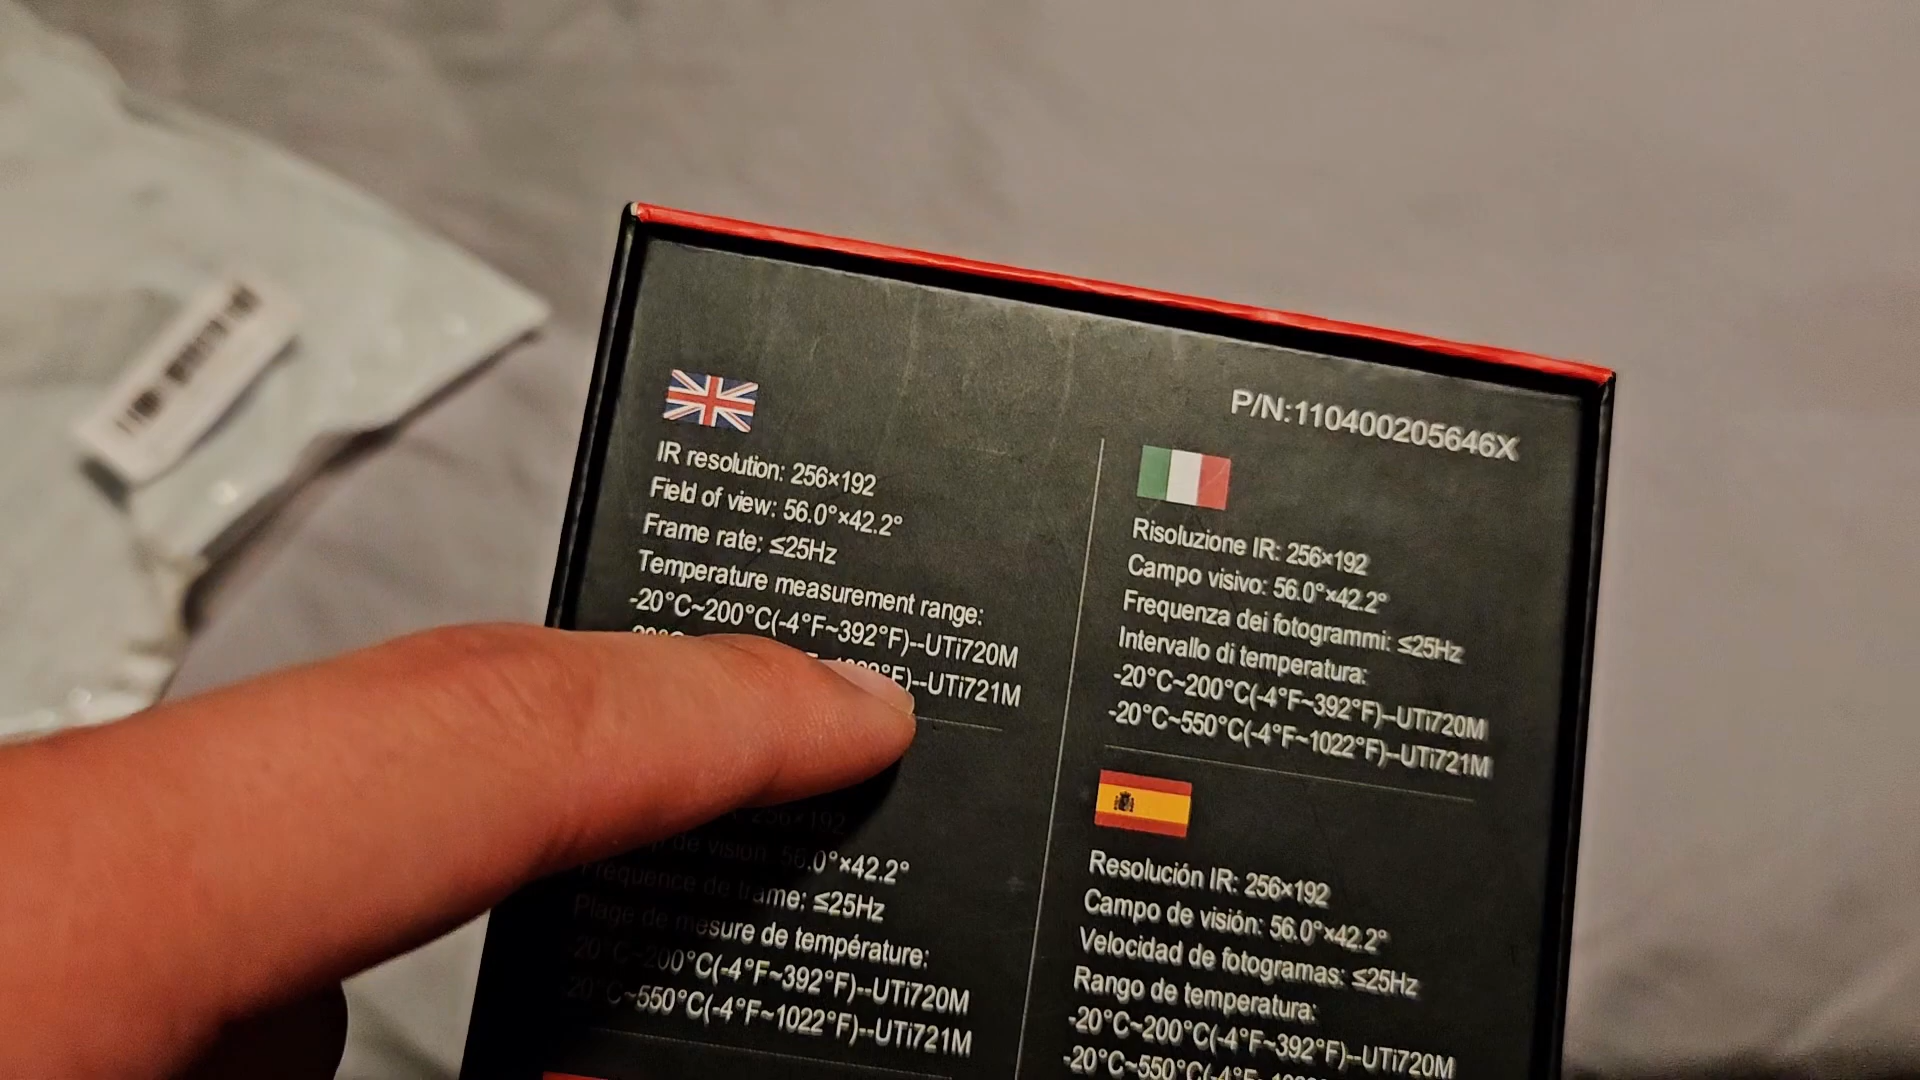 P/N:110400205646X
IR resolution: 256×192
Field of view: 56.0°×42.2°
Frame rate: ≤25Hz
Temperature measurement range:
-20°C~200°C(-4°F~392°F)--UTi720M
°F)--UTi721M
256×192
de vision: 56.0°×42.2°
Fréquence de trame: ≤25Hz
Plage de mesure de température:
-20°C~200°C(-4°F~392°F)--UTi720M
-20°C~550°C(-4°F~1022°F)--UTi721M
Risoluzione IR: 256×192
Campo visivo: 56.0°×42.2°
Frequenza dei fotogrammi: ≤25Hz
Intervallo di temperatura:
-20°C~200°C(-4°F~392°F)--UTi720M
-20°C~550°C(-4°F~1022°F)--UTi721M
Resolución IR: 256×192
Campo de visión: 56.0°×42.2°
Velocidad de fotogramas: ≤25Hz
Rango de temperatura:
-20°C~200°C(-4°F~392°F)--UTi720M
-20°C~550°C(-4°F